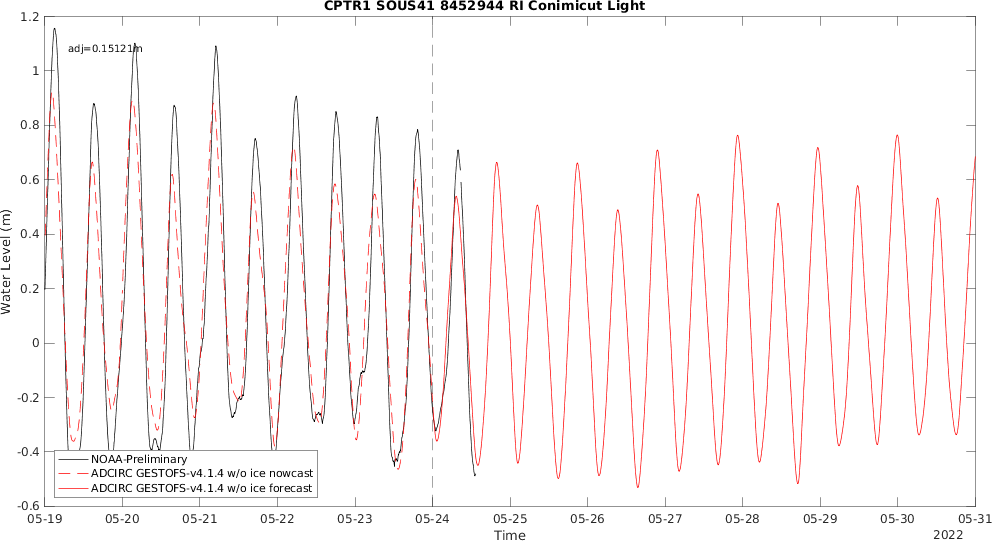 CPTR1 SOUS41 8452944 RI Conimicut Light
adj=0.15121m
1.2
1
0.8
0.6
0.4
0.2
0
-0.2
-0.4
-0.6
Water Level (m)
NOAA-Preliminary
ADCIRC GESTOFS-v4.1.4 w/o ice nowcast
ADCIRC GESTOFS-v4.1.4 w/o ice forecast
05-19 05-20 05-21 05-22 05-23 05-24 05-25 05-26 05-27 05-28 05-29 05-30 05-31
Time
2022